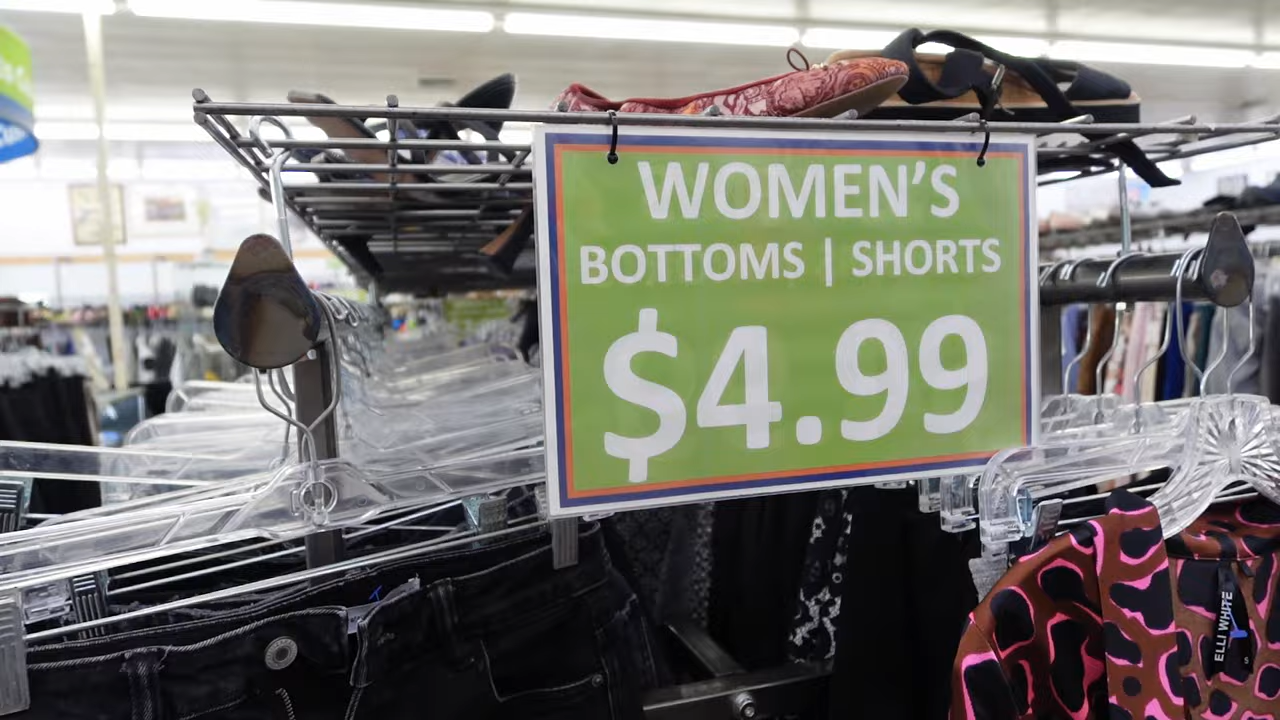 WOMEN'S
BOTTOMS | SHORTS
$4.99
ELLI WHITE
S